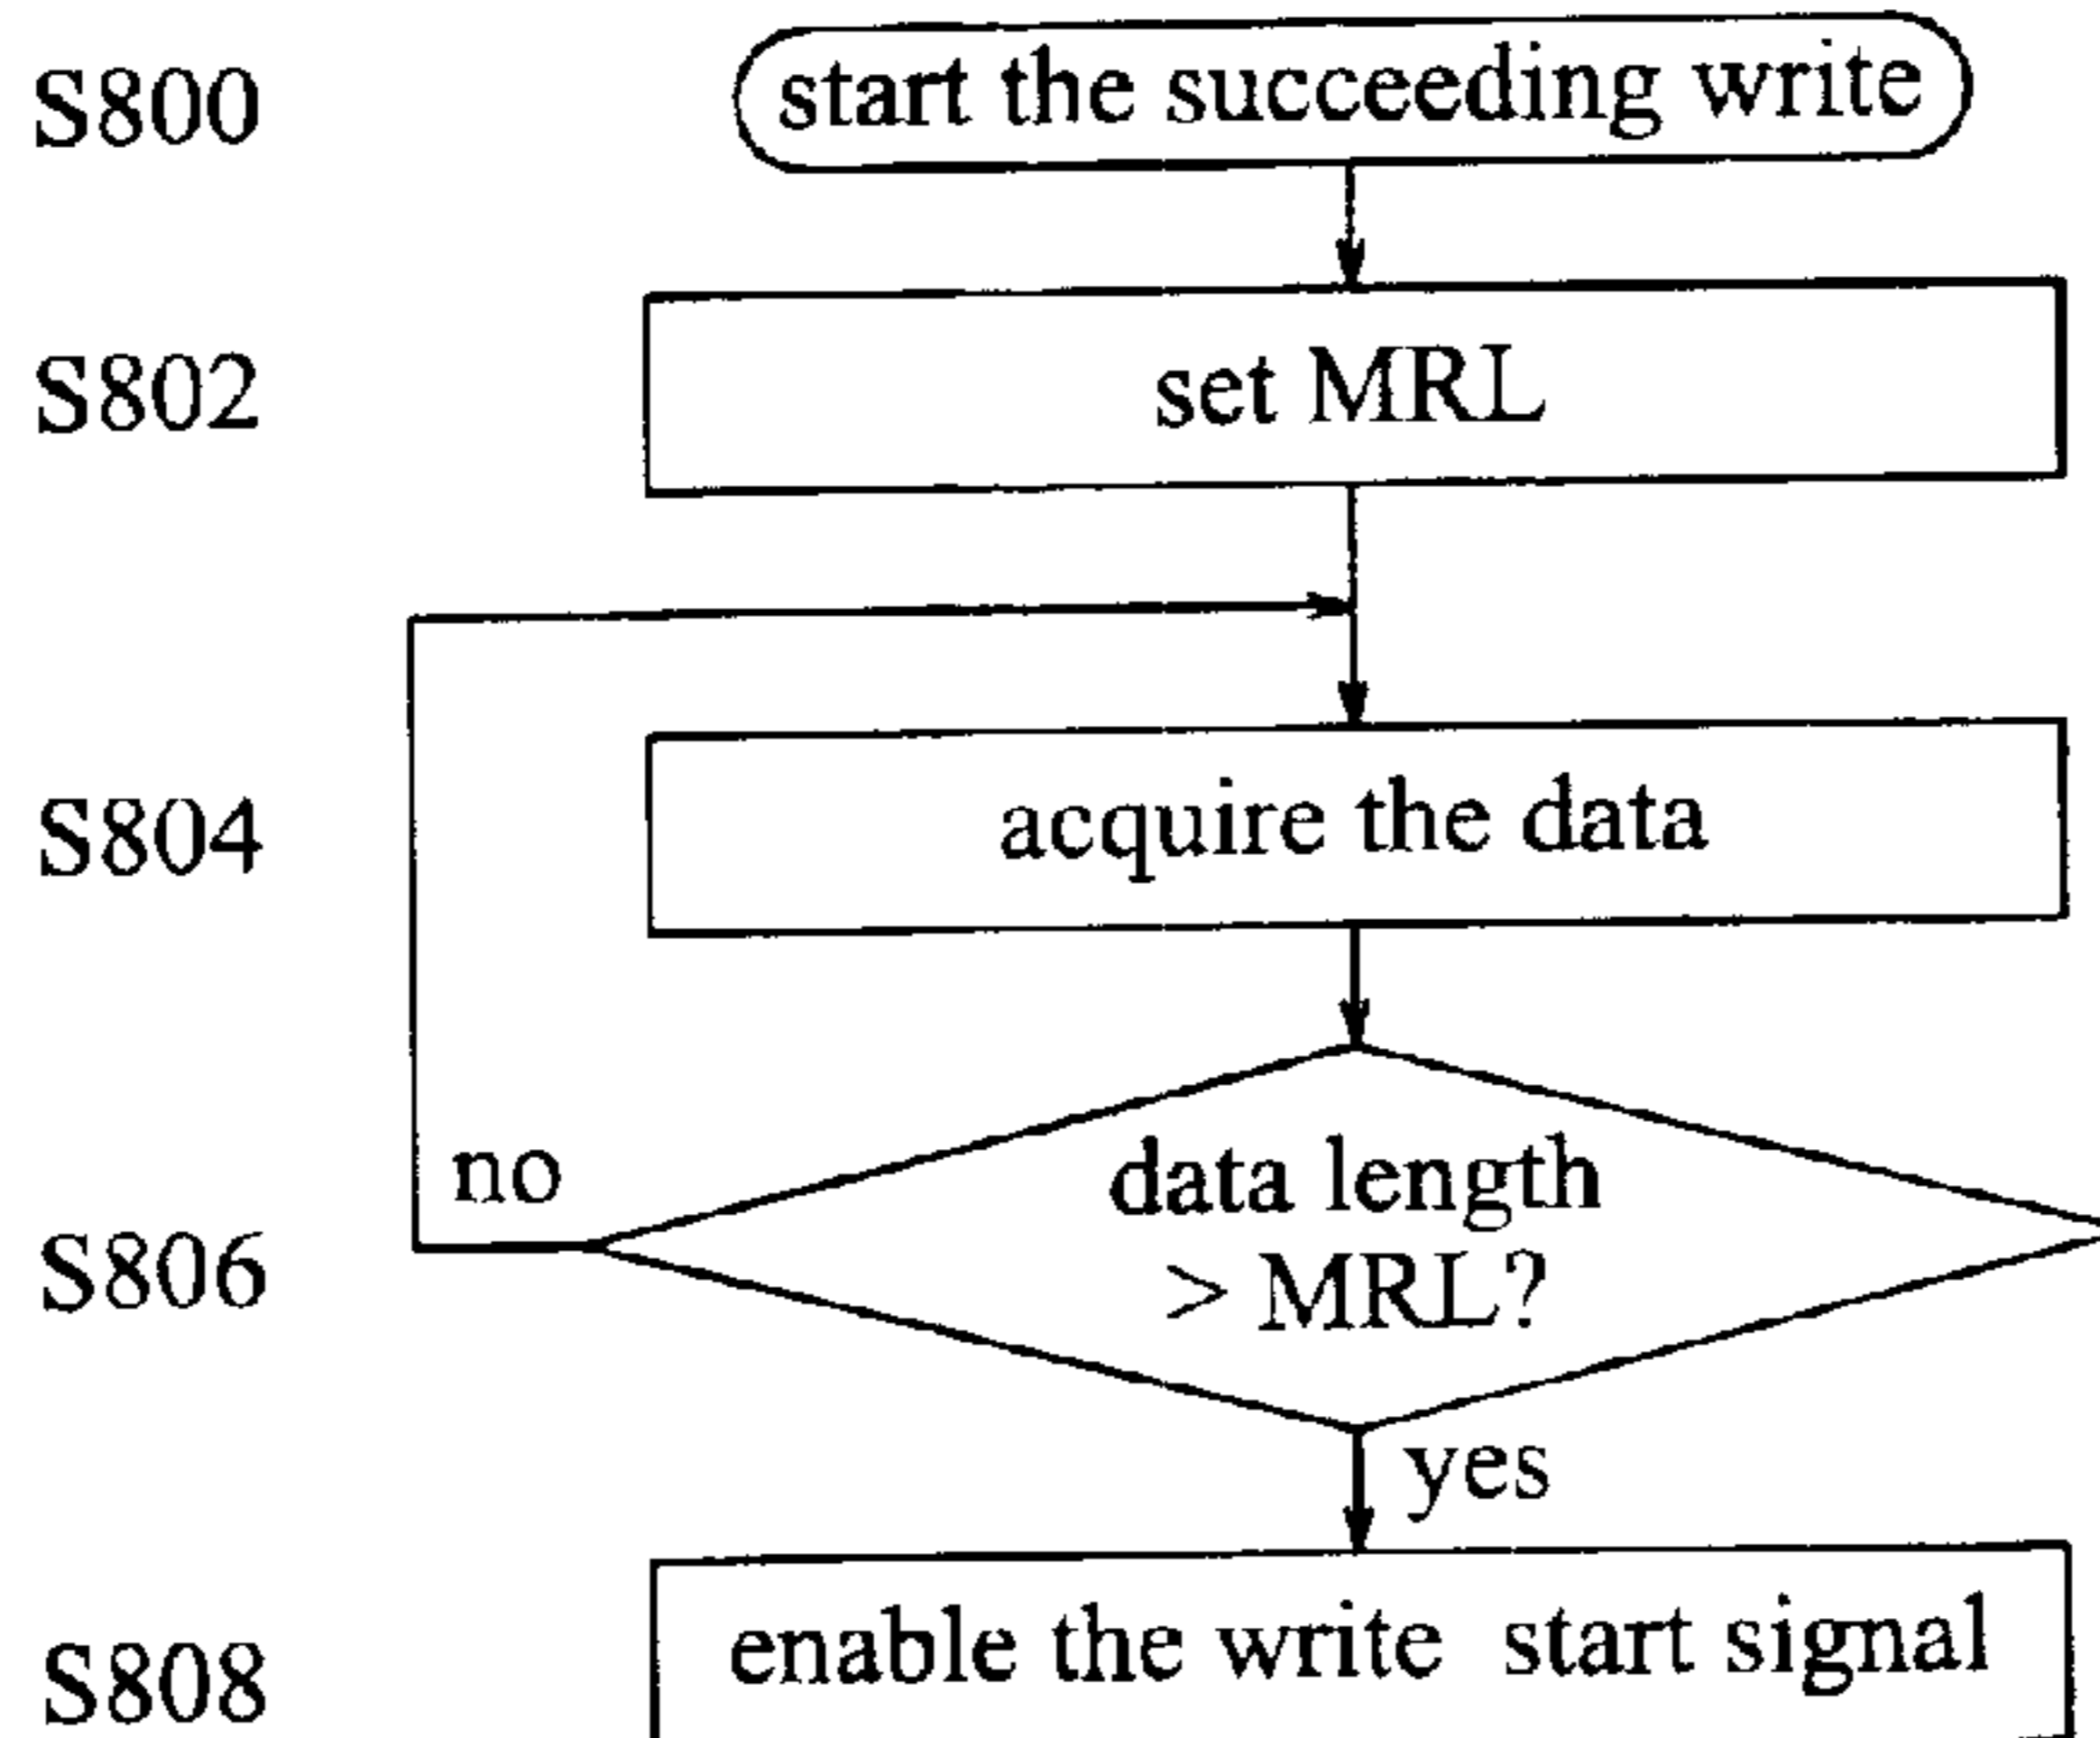 S800 start the succeeding write
S802 set MRL
S804 acquire the data
no
data length
S806 > MRL?
yes
S808 enable the write start signal